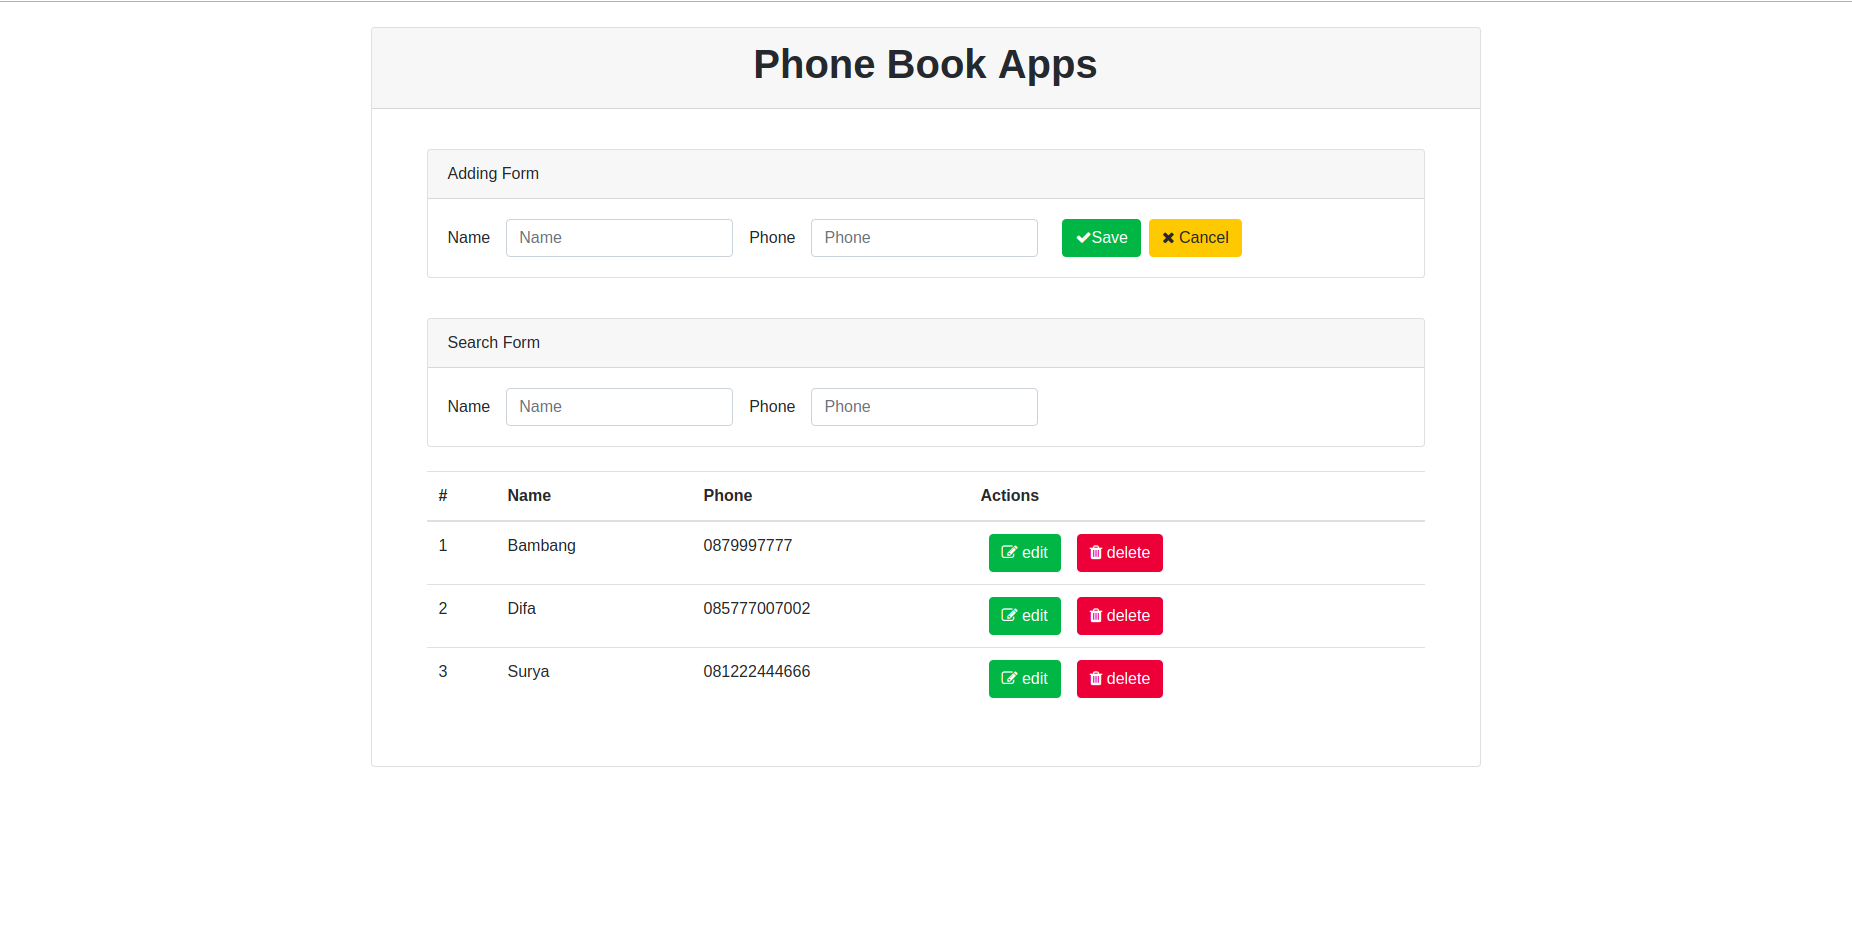 Phone Book Apps
Adding Form
Name Name Phone Phone Save Cancel
Search Form
Name Name Phone Phone
# Name Phone Actions
1 Bambang 0879997777 edit delete
2 Difa 085777007002 edit delete
3 Surya 081222444666 edit delete